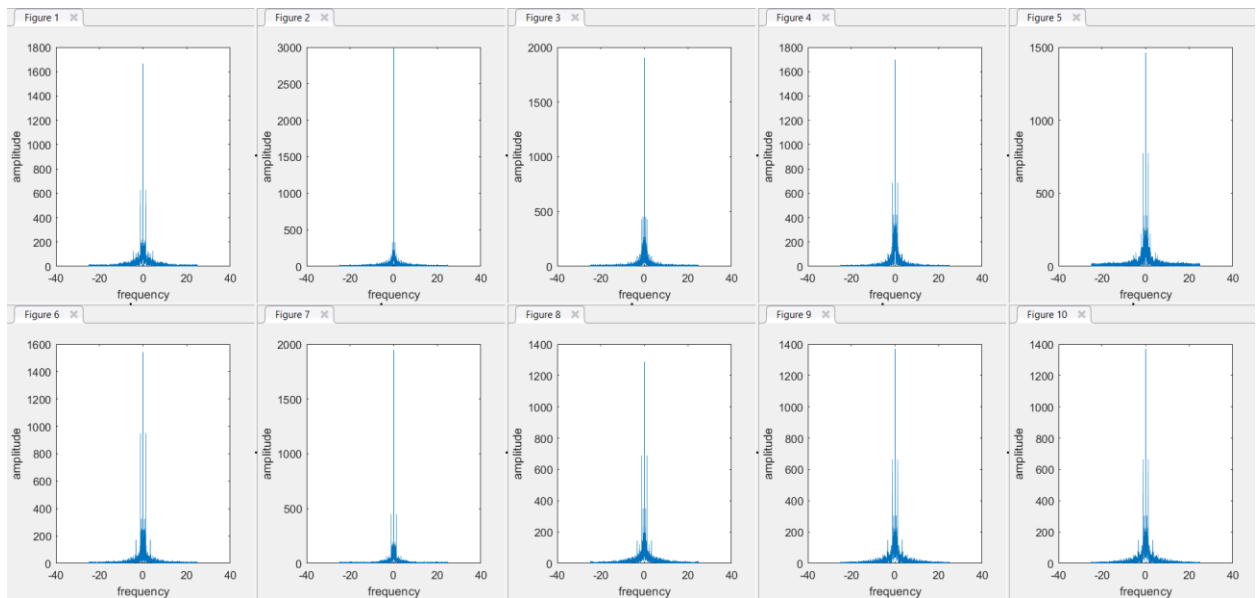 Figure 1 Figure 2 Figure 3 Figure 4 Figure 5
1800 3000 2000 1800 1500
1600 1600
1400 2500 1400
1500
1200 2000 1200 1000
1000 1000
amplitude amplitude amplitude amplitude amplitude
1500 1000
800 800
600 1000 600 500
500
400 500 400
200 200
0 0 0 0 0
-40 -20 0 20 40 -40 -20 0 20 40 -40 -20 0 20 40 -40 -20 0 20 40 -40 -20 0 20 40
frequency frequency frequency frequency frequency
Figure 6 Figure 7 Figure 8 Figure 9 Figure 10
1600 2000 1400 1400 1400
1400 1200 1200 1200
1200 1500
1000 1000 1000
1000
amplitude amplitude amplitude amplitude amplitude
800 1000 800 800 800
600 600 600 600
400 500 400 400 400
200 200 200 200
0 0 0 0 0
-40 -20 0 20 40 -40 -20 0 20 40 -40 -20 0 20 40 -40 -20 0 20 40 -40 -20 0 20 40
frequency frequency frequency frequency frequency